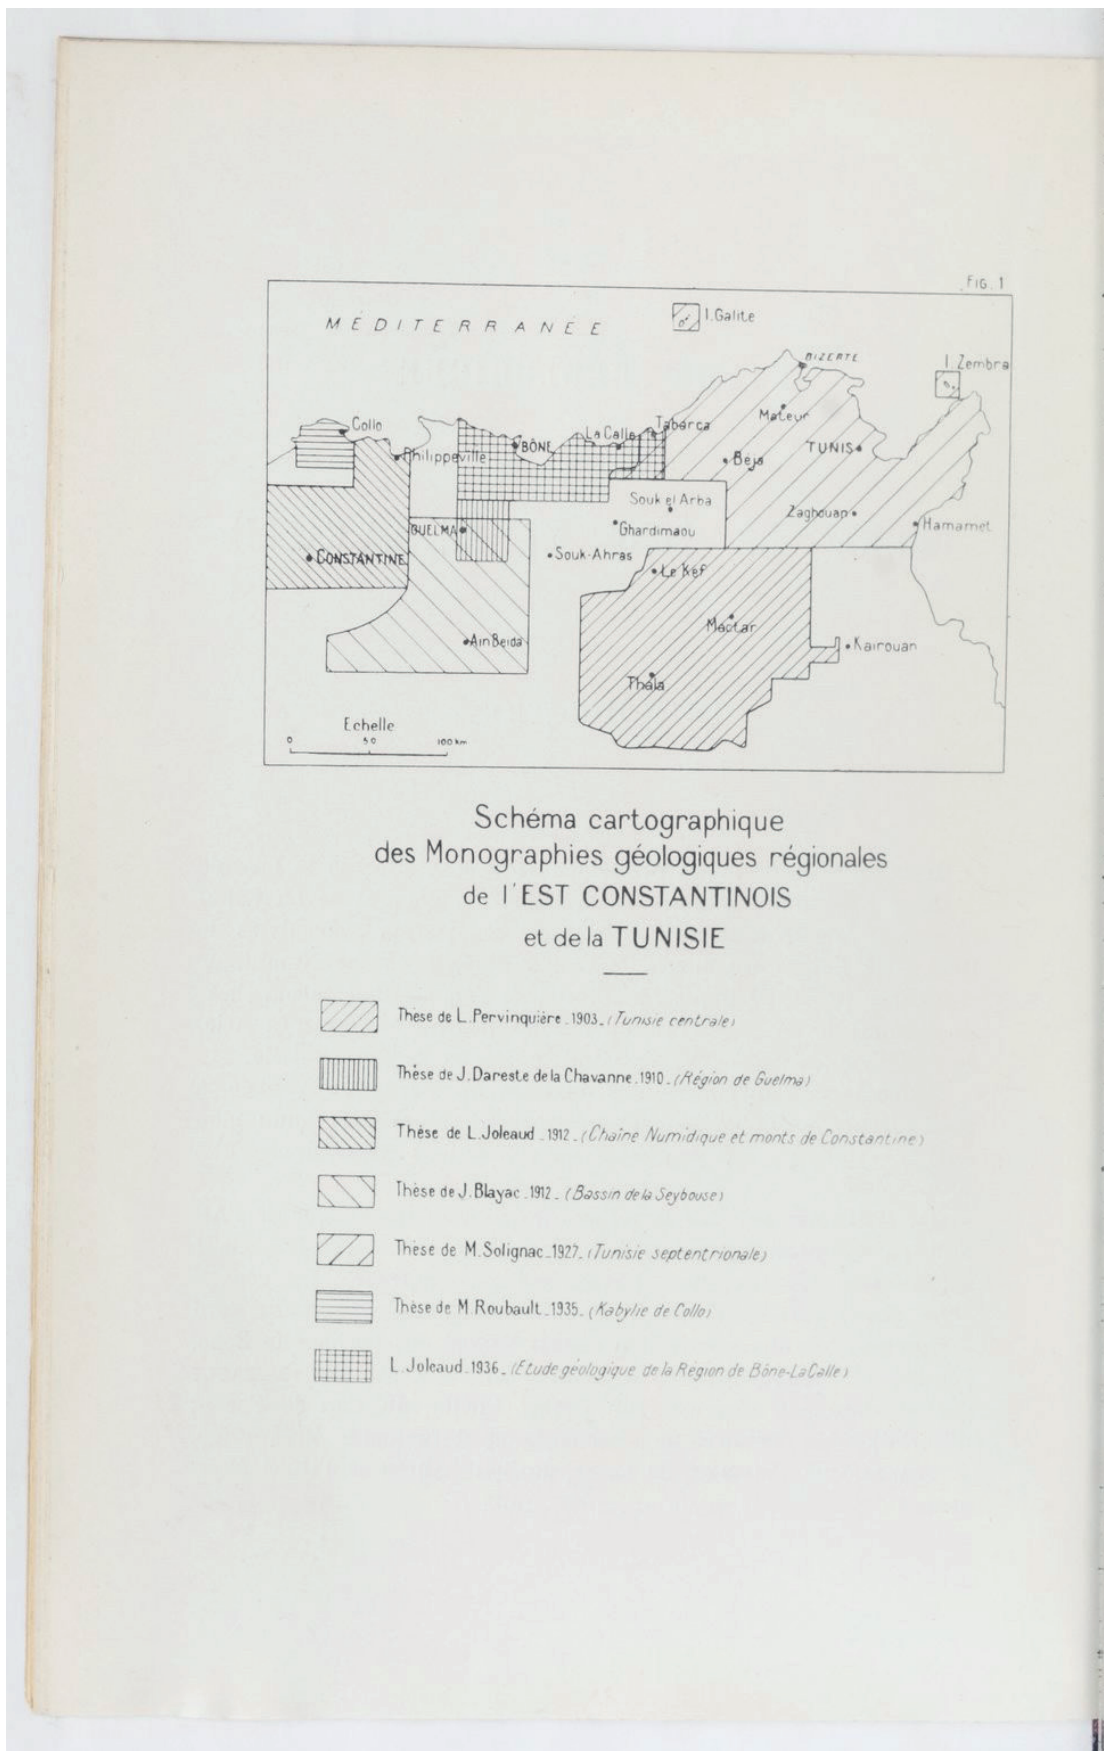 FIG. 1
MÉDITERRANÉE
I. Galite
BIZERTE
I. Zembra
Collo
Mateur
Tabarca
La Calle
BÔNE
Philippeville
TUNIS
Béja
Souk el Arba
Zaghouan
Hamamet
GUELMA
Ghardimaou
CONSTANTINE
Souk-Ahras
Le Kef
Mactar
Aïn Beida
Kairouan
Thala
Echelle
0 50 100 km
Schéma cartographique
des Monographies géologiques régionales
de l'EST CONSTANTINOIS
et de la TUNISIE
Thèse de L. Pervinquière _ 1903 _ (Tunisie centrale)
Thèse de J. Dareste de la Chavanne _ 1910 _ (Région de Guelma)
Thèse de L. Joleaud _ 1912 _ (Chaîne Numidique et monts de Constantine)
Thèse de J. Blayac _ 1912 _ (Bassin de la Seybouse)
Thèse de M. Solignac _ 1927 _ (Tunisie septentrionale)
Thèse de M. Roubault _ 1935 _ (Kabylie de Collo)
L. Joleaud _ 1936 _ (Etude géologique de la Région de Bône-La Calle)